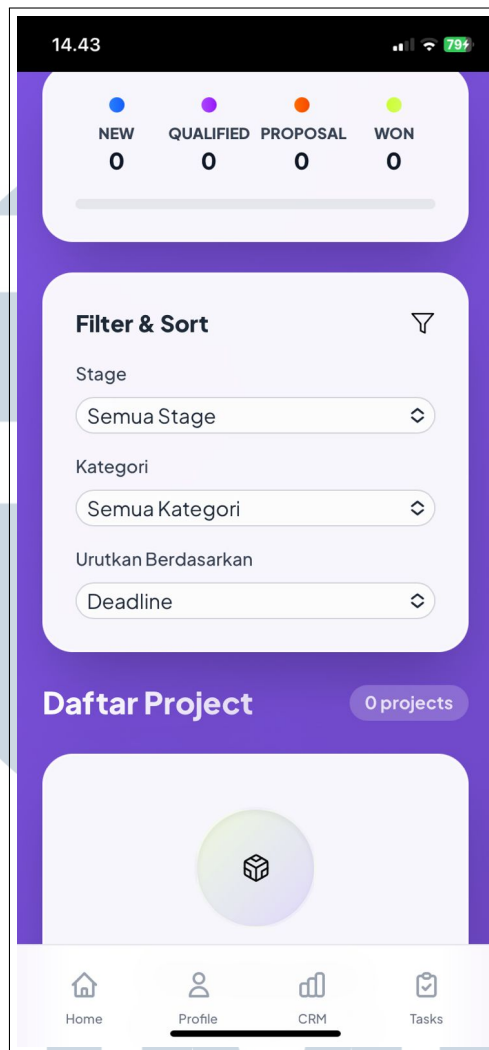 14.43
79
NEW QUALIFIED PROPOSAL WON
0 0 0 0
Filter & Sort
Stage
Semua Stage
Kategori
Semua Kategori
Urutkan Berdasarkan
Deadline
Daftar Project
0 projects
Home Profile CRM Tasks